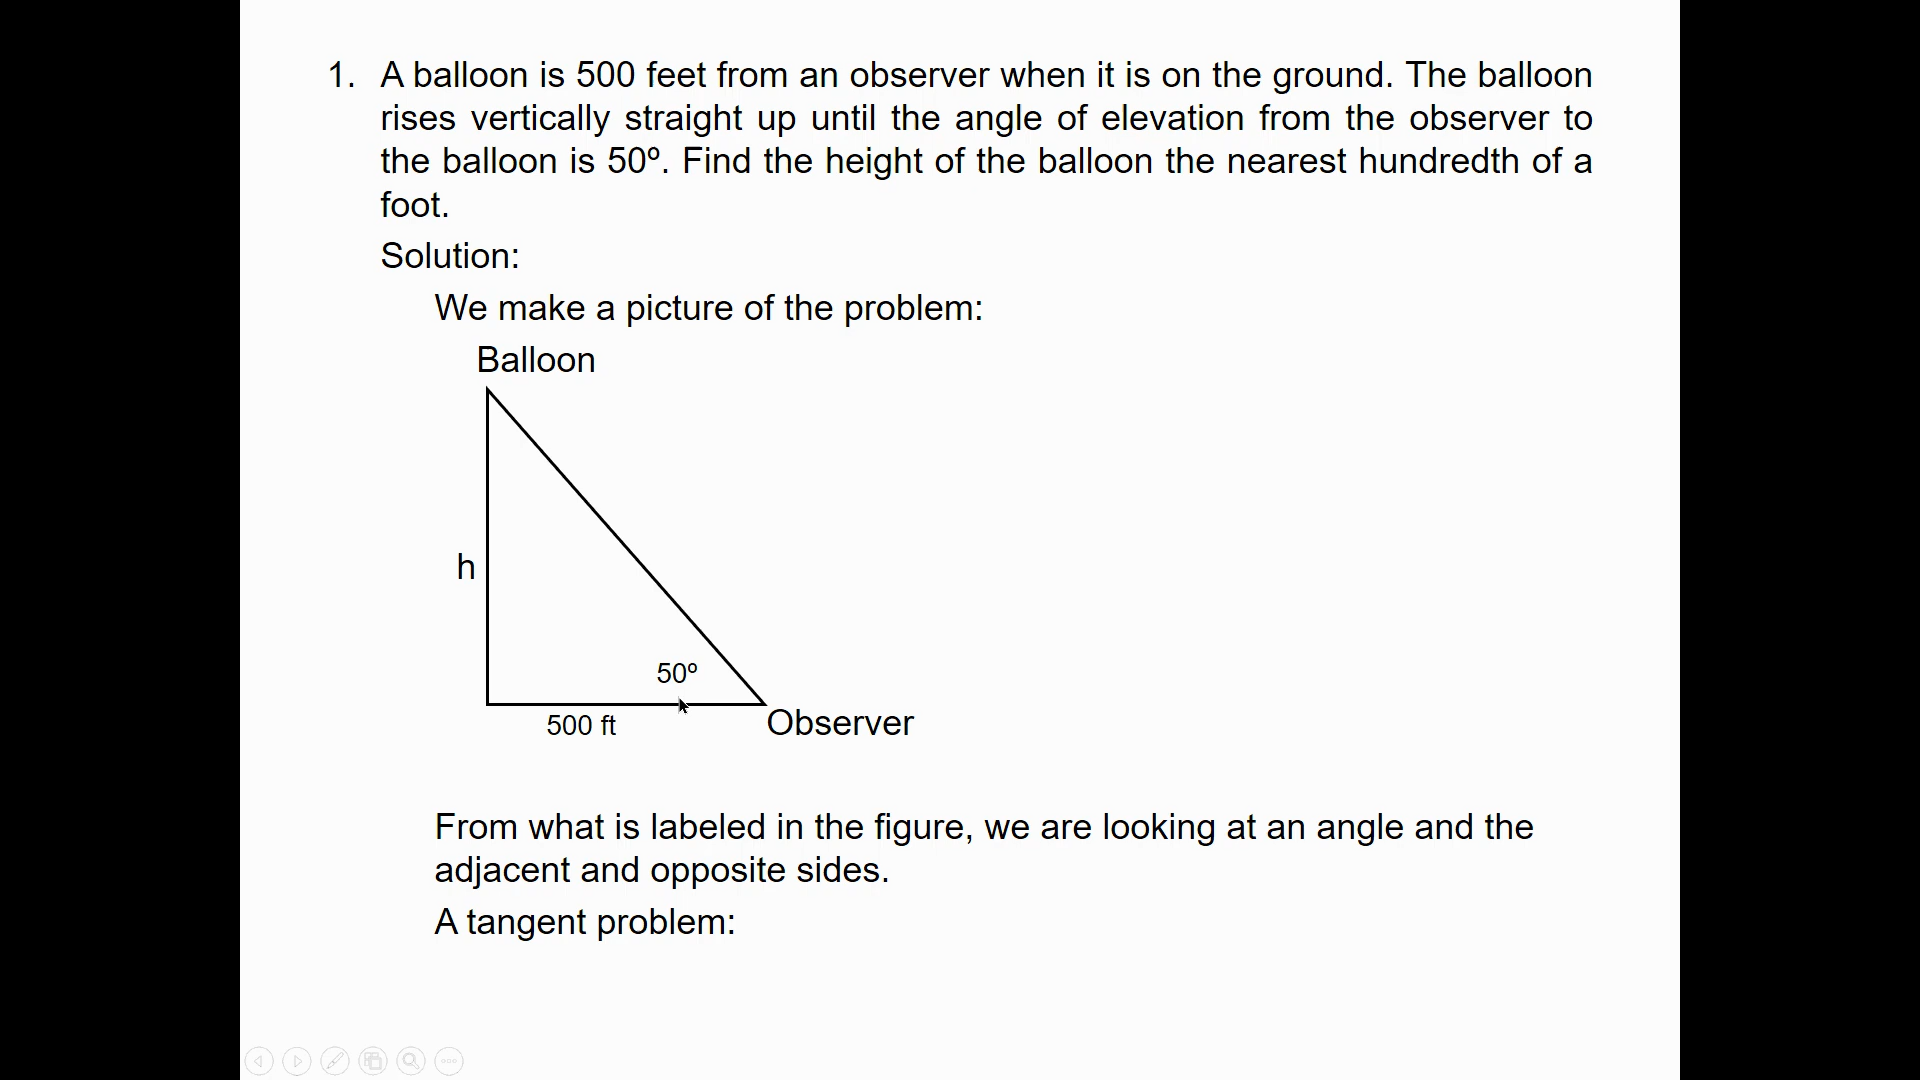 1. A balloon is 500 feet from an observer when it is on the ground. The balloon
rises vertically straight up until the angle of elevation from the observer to
the balloon is 50º. Find the height of the balloon the nearest hundredth of a
foot.
Solution:
We make a picture of the problem:
Balloon
h
50º
500 ft
Observer
From what is labeled in the figure, we are looking at an angle and the
adjacent and opposite sides.
A tangent problem: